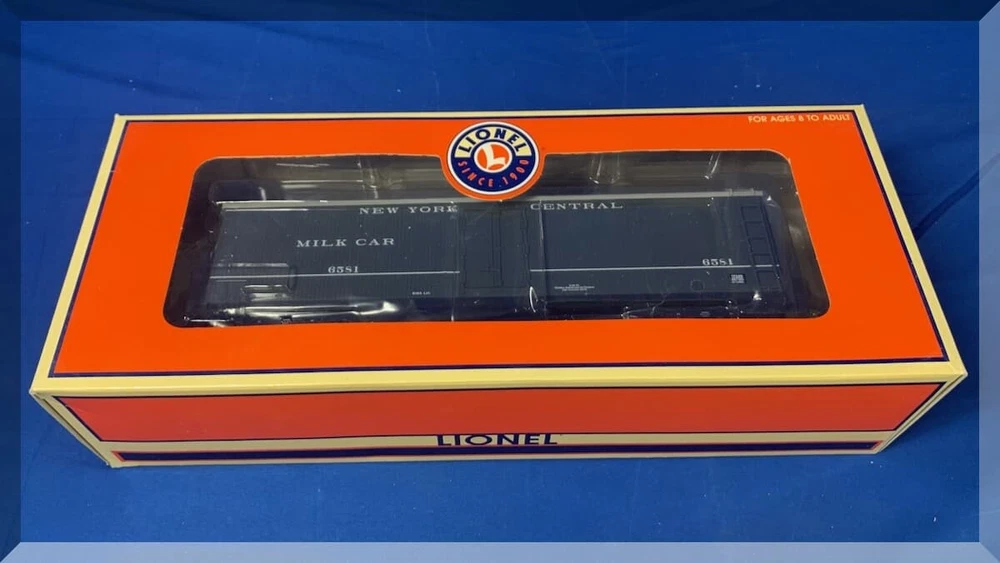 FOR AGES 8 TO ADULT
LIONEL
L
SINCE 1900
NEW YORK CENTRAL
MILK CAR
6581
6581
LIONEL